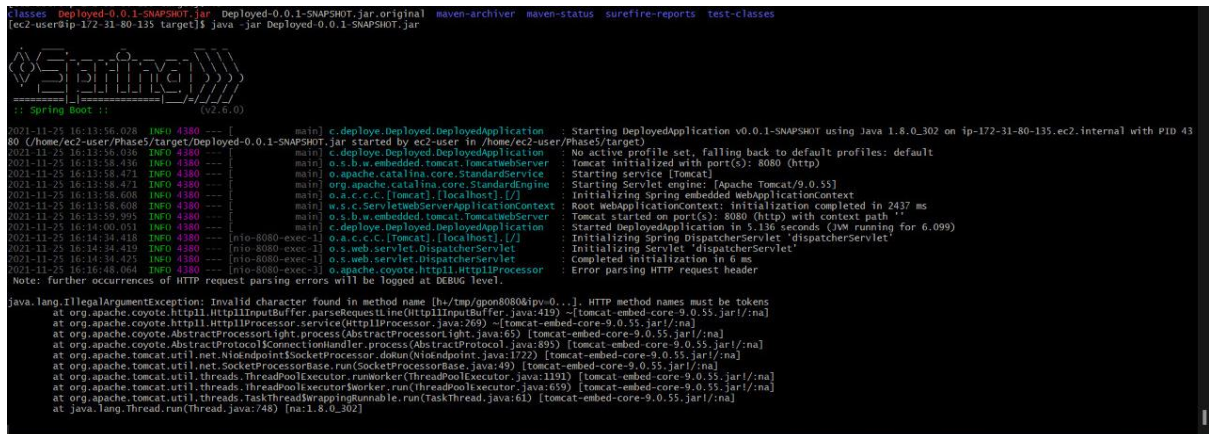 classes Deployed-0.0.1-SNAPSHOT.jar Deployed-0.0.1-SNAPSHOT.jar.original maven-archiver maven-status surefire-reports test-classes
[ec2-user@ip-172-31-80-135 target]$ java -jar Deployed-0.0.1-SNAPSHOT.jar
Spring
:: Spring Boot :: (v2.6.0)
2021-11-25 16:13:56.028 INFO 4380 --- [ main] c.deploye.Deployed.DeployedApplication : Starting DeployedApplication v0.0.1-SNAPSHOT using Java 1.8.0_302 on ip-172-31-80-135.ec2.internal with PID 43
80 (/home/ec2-user/Phase5/target/Deployed-0.0.1-SNAPSHOT.jar started by ec2-user in /home/ec2-user/Phase5/target)
2021-11-25 16:13:56.036 INFO 4380 --- [ main] c.deploye.Deployed.DeployedApplication : No active profile set, falling back to default profiles: default
2021-11-25 16:13:58.436 INFO 4380 --- [ main] o.s.b.w.embedded.tomcat.TomcatWebServer : Tomcat initialized with port(s): 8080 (http)
2021-11-25 16:13:58.471 INFO 4380 --- [ main] o.apache.catalina.core.StandardService : Starting service [Tomcat]
2021-11-25 16:13:58.471 INFO 4380 --- [ main] org.apache.catalina.core.StandardEngine : Starting Servlet engine: [Apache Tomcat/9.0.55]
2021-11-25 16:13:58.608 INFO 4380 --- [ main] o.a.c.c.C.[Tomcat].[localhost].[/] : Initializing Spring embedded WebApplicationContext
2021-11-25 16:13:58.608 INFO 4380 --- [ main] w.s.c.ServletWebServerApplicationContext : Root WebApplicationContext: initialization completed in 2437 ms
2021-11-25 16:13:59.995 INFO 4380 --- [ main] o.s.b.w.embedded.tomcat.TomcatWebServer : Tomcat started on port(s): 8080 (http) with context path ''
2021-11-25 16:14:00.051 INFO 4380 --- [ main] c.deploye.Deployed.DeployedApplication : Started DeployedApplication in 5.136 seconds (JVM running for 6.099)
2021-11-25 16:14:34.418 INFO 4380 --- [nio-8080-exec-1] o.a.c.c.C.[Tomcat].[localhost].[/] : Initializing Spring DispatcherServlet 'dispatcherServlet'
2021-11-25 16:14:34.419 INFO 4380 --- [nio-8080-exec-1] o.s.web.servlet.DispatcherServlet : Initializing Servlet 'dispatcherServlet'
2021-11-25 16:14:34.425 INFO 4380 --- [nio-8080-exec-1] o.s.web.servlet.DispatcherServlet : Completed initialization in 6 ms
2021-11-25 16:16:48.064 INFO 4380 --- [nio-8080-exec-3] o.apache.coyote.http11.Http11Processor : Error parsing HTTP request header
Note: further occurrences of HTTP request parsing errors will be logged at DEBUG level.
java.lang.IllegalArgumentException: Invalid character found in method name [h+/tmp/gpon8080&ipv=0...]. HTTP method names must be tokens
at org.apache.coyote.http11.Http11InputBuffer.parseRequestLine(Http11InputBuffer.java:419) ~[tomcat-embed-core-9.0.55.jar!/:na]
at org.apache.coyote.http11.Http11Processor.service(Http11Processor.java:269) ~[tomcat-embed-core-9.0.55.jar!/:na]
at org.apache.coyote.AbstractProcessorLight.process(AbstractProcessorLight.java:65) [tomcat-embed-core-9.0.55.jar!/:na]
at org.apache.coyote.AbstractProtocol$ConnectionHandler.process(AbstractProtocol.java:895) [tomcat-embed-core-9.0.55.jar!/:na]
at org.apache.tomcat.util.net.NioEndpoint$SocketProcessor.doRun(NioEndpoint.java:1722) [tomcat-embed-core-9.0.55.jar!/:na]
at org.apache.tomcat.util.net.SocketProcessorBase.run(SocketProcessorBase.java:49) [tomcat-embed-core-9.0.55.jar!/:na]
at org.apache.tomcat.util.threads.ThreadPoolExecutor.runWorker(ThreadPoolExecutor.java:1191) [tomcat-embed-core-9.0.55.jar!/:na]
at org.apache.tomcat.util.threads.ThreadPoolExecutor$Worker.run(ThreadPoolExecutor.java:659) [tomcat-embed-core-9.0.55.jar!/:na]
at org.apache.tomcat.util.threads.TaskThread$WrappingRunnable.run(TaskThread.java:61) [tomcat-embed-core-9.0.55.jar!/:na]
at java.lang.Thread.run(Thread.java:748) [na:1.8.0_302]